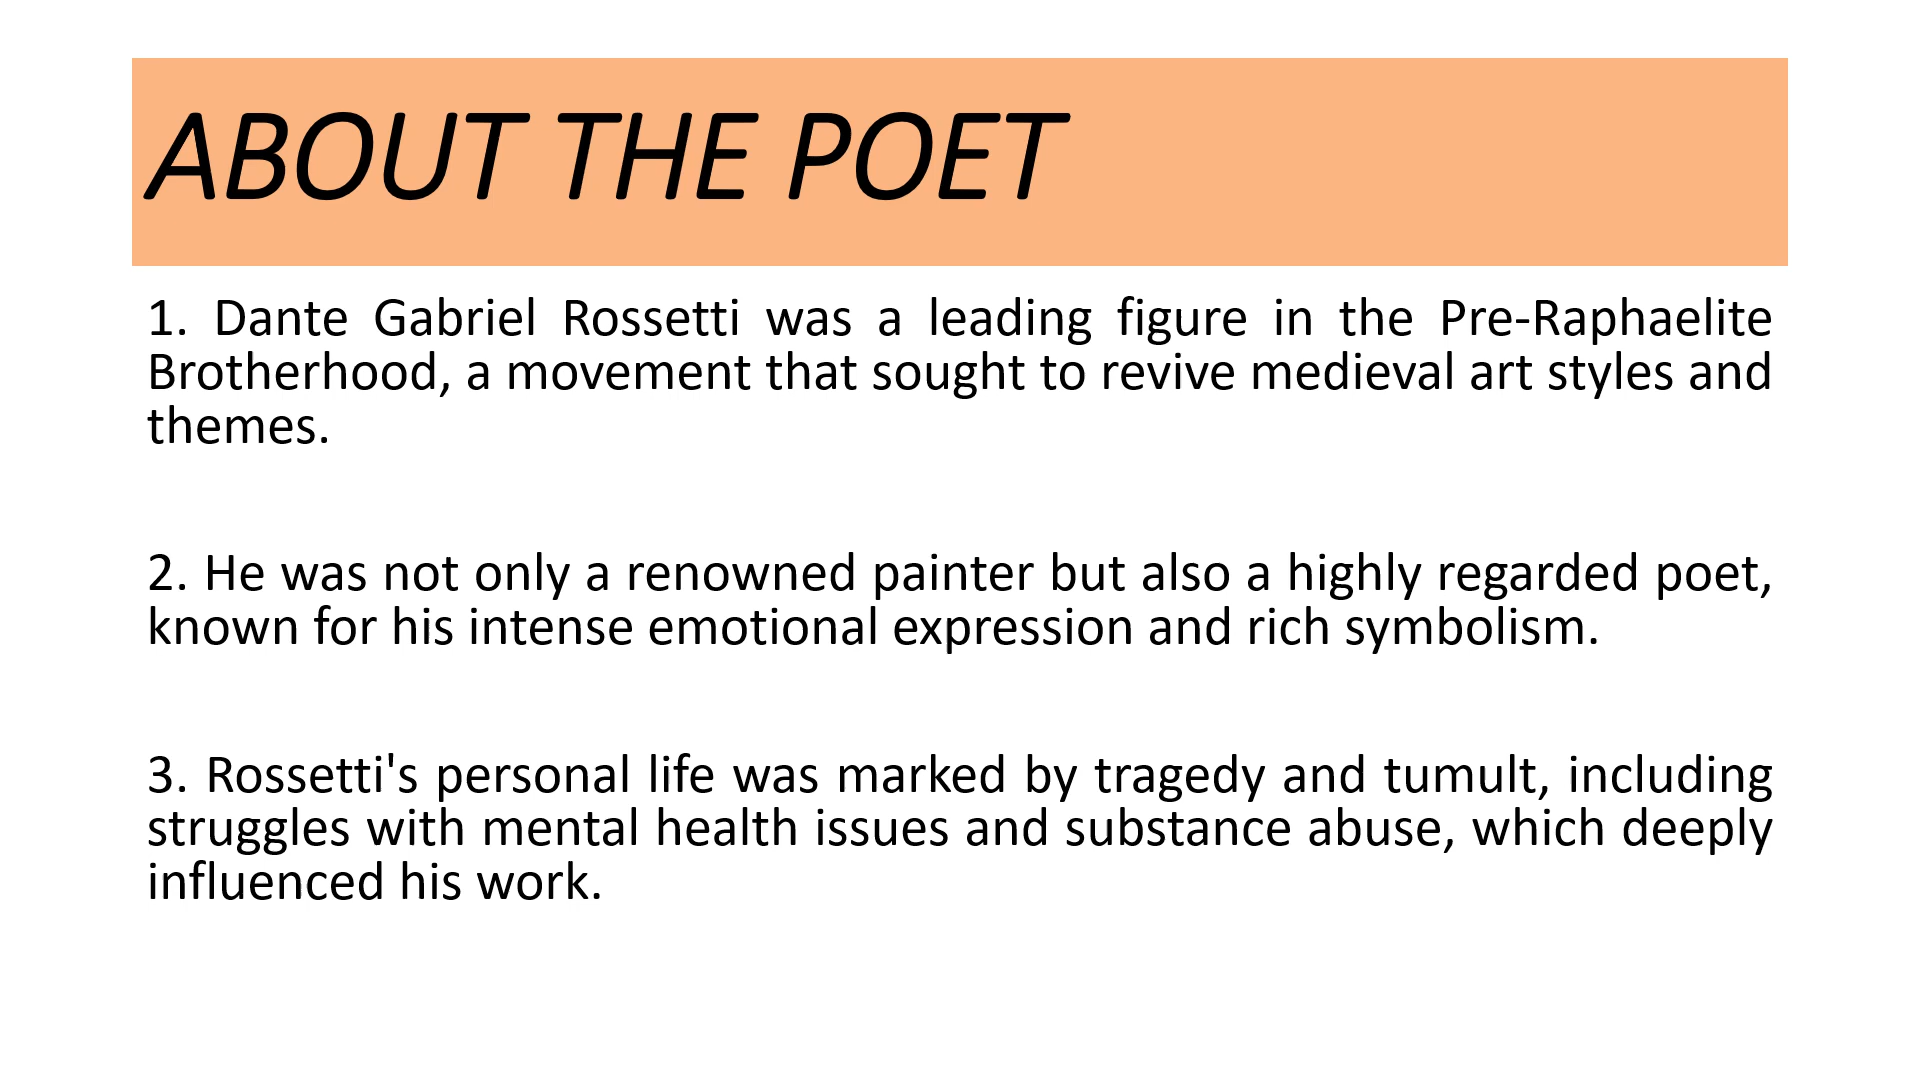 ABOUT THE POET
1. Dante Gabriel Rossetti was a leading figure in the Pre-Raphaelite
Brotherhood, a movement that sought to revive medieval art styles and
themes.
2. He was not only a renowned painter but also a highly regarded poet,
known for his intense emotional expression and rich symbolism.
3. Rossetti's personal life was marked by tragedy and tumult, including
struggles with mental health issues and substance abuse, which deeply
influenced his work.